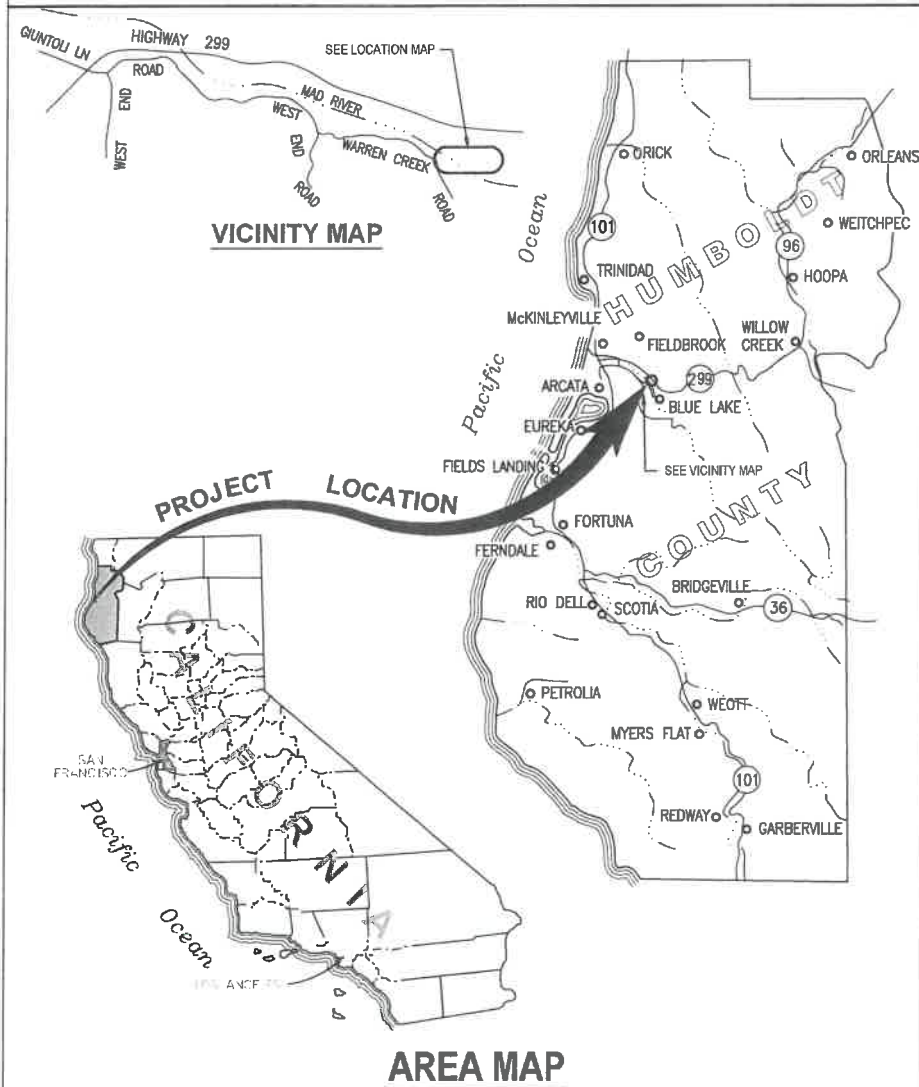 GIUNTOLI LN
HIGHWAY 299
ROAD
WEST END
MAD RIVER
WEST END ROAD
WARREN CREEK ROAD
SEE LOCATION MAP
VICINITY MAP
Pacific Ocean
HUMBOLDT COUNTY
101
ORICK
ORLEANS
WEITCHPEC
96
HOOPA
TRINIDAD
McKINLEYVILLE
FIELDBROOK
WILLOW CREEK
299
ARCATA
BLUE LAKE
EUREKA
SEE VICINITY MAP
FIELDS LANDING
PROJECT LOCATION
FORTUNA
FERNDALE
BRIDGEVILLE
RIO DELL
SCOTIA
36
PETROLIA
WEOTT
MYERS FLAT
101
REDWAY
GARBERVILLE
CALIFORNIA
SAN FRANCISCO
Pacific
Ocean
AREA MAP